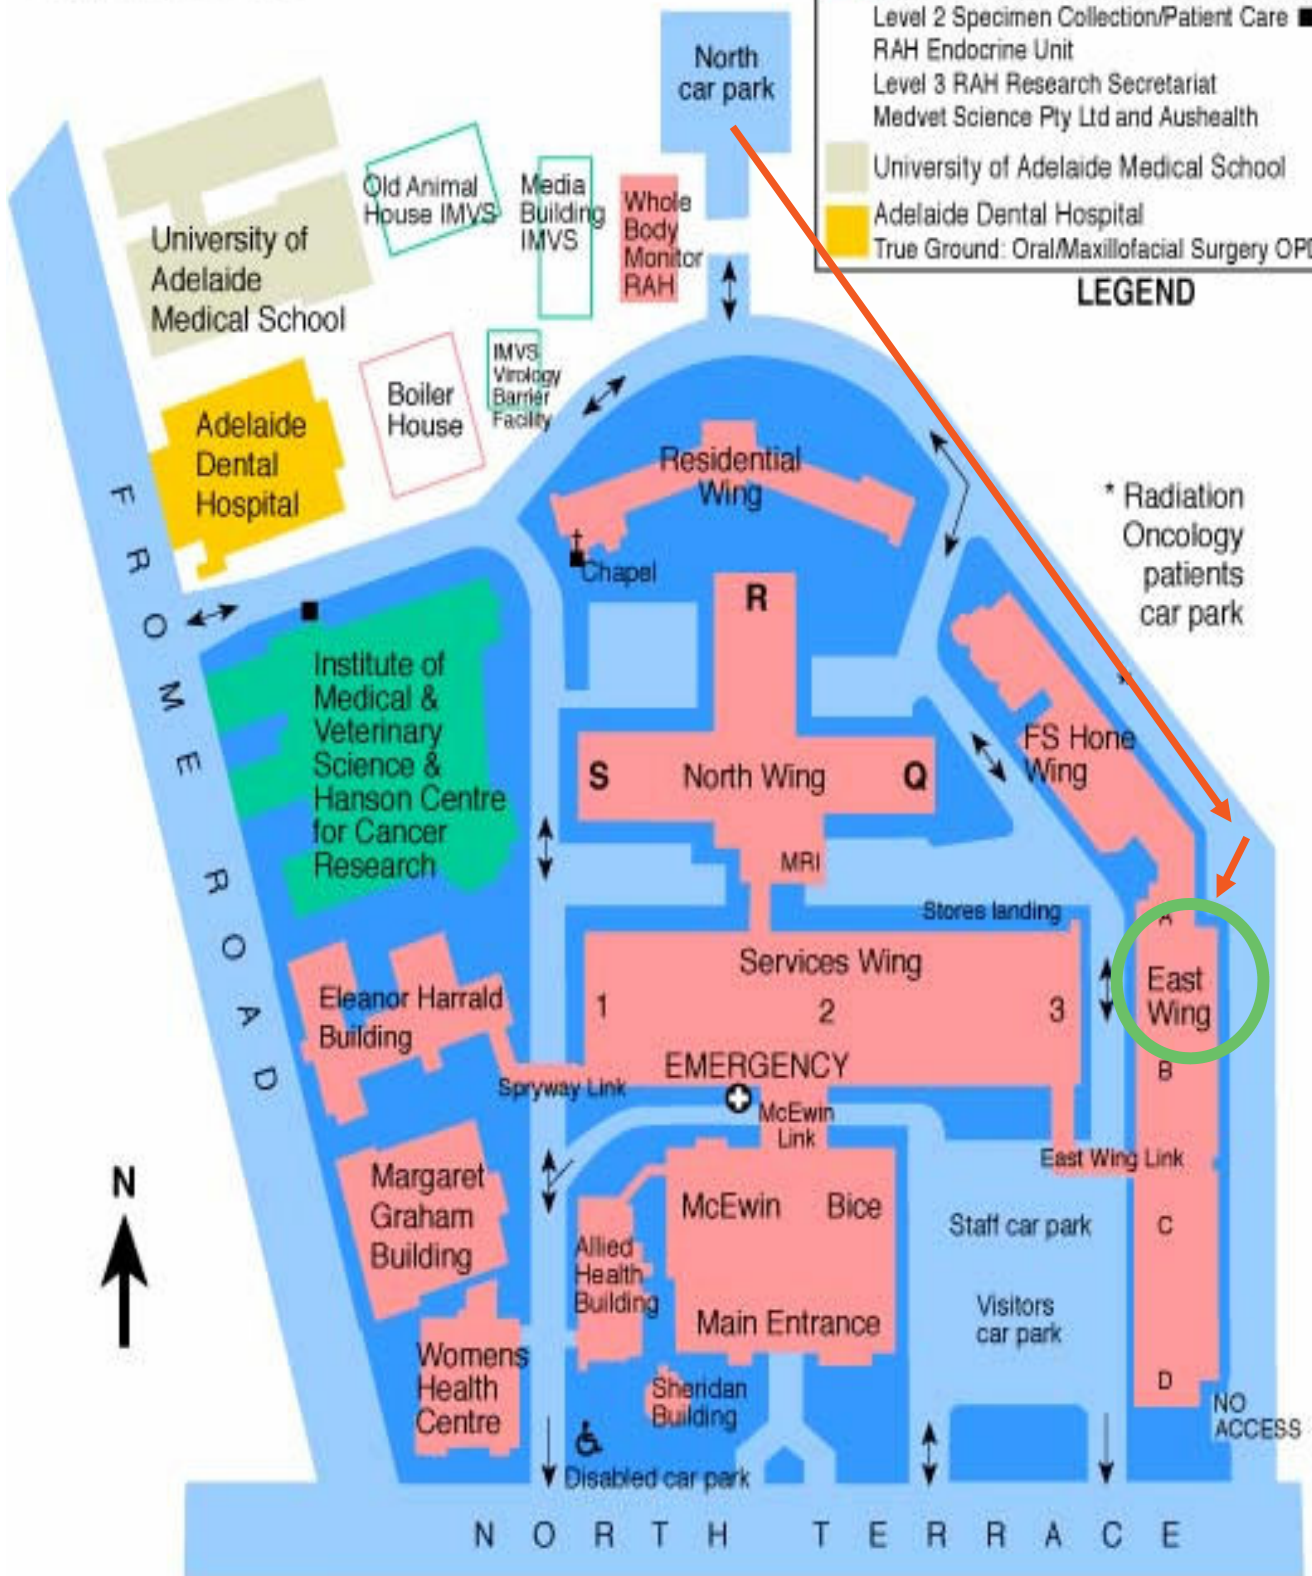 Level 2 Specimen Collection/Patient Care
RAH Endocrine Unit
Level 3 RAH Research Secretariat
Medvet Science Pty Ltd and Aushealth
University of Adelaide Medical School
Adelaide Dental Hospital
True Ground: Oral/Maxillofacial Surgery OPD
LEGEND
North
car park
Old Animal
House IMVS
Media
Building
IMVS
Whole
Body
Monitor
RAH
University of
Adelaide
Medical School
IMVS
Virology
Barrier
Facility
Boiler
House
Adelaide
Dental
Hospital
Residential
Wing
* Radiation
Oncology
patients
car park
Chapel
R
FROME ROAD
Institute of
Medical &
Veterinary
Science &
Hanson Centre
for Cancer
Research
*
FS Hone
Wing
S
North Wing
Q
MRI
Stores landing
A
Services Wing
East
Wing
Eleanor Harrald
Building
1
2
3
EMERGENCY
B
Spryway Link
McEwin
Link
East Wing Link
N
Margaret
Graham
Building
McEwin
Bice
Staff car park
C
Allied
Health
Building
Main Entrance
Visitors
car park
Womens
Health
Centre
Sheridan
Building
D
NO
ACCESS
Disabled car park
NORTH TERRACE